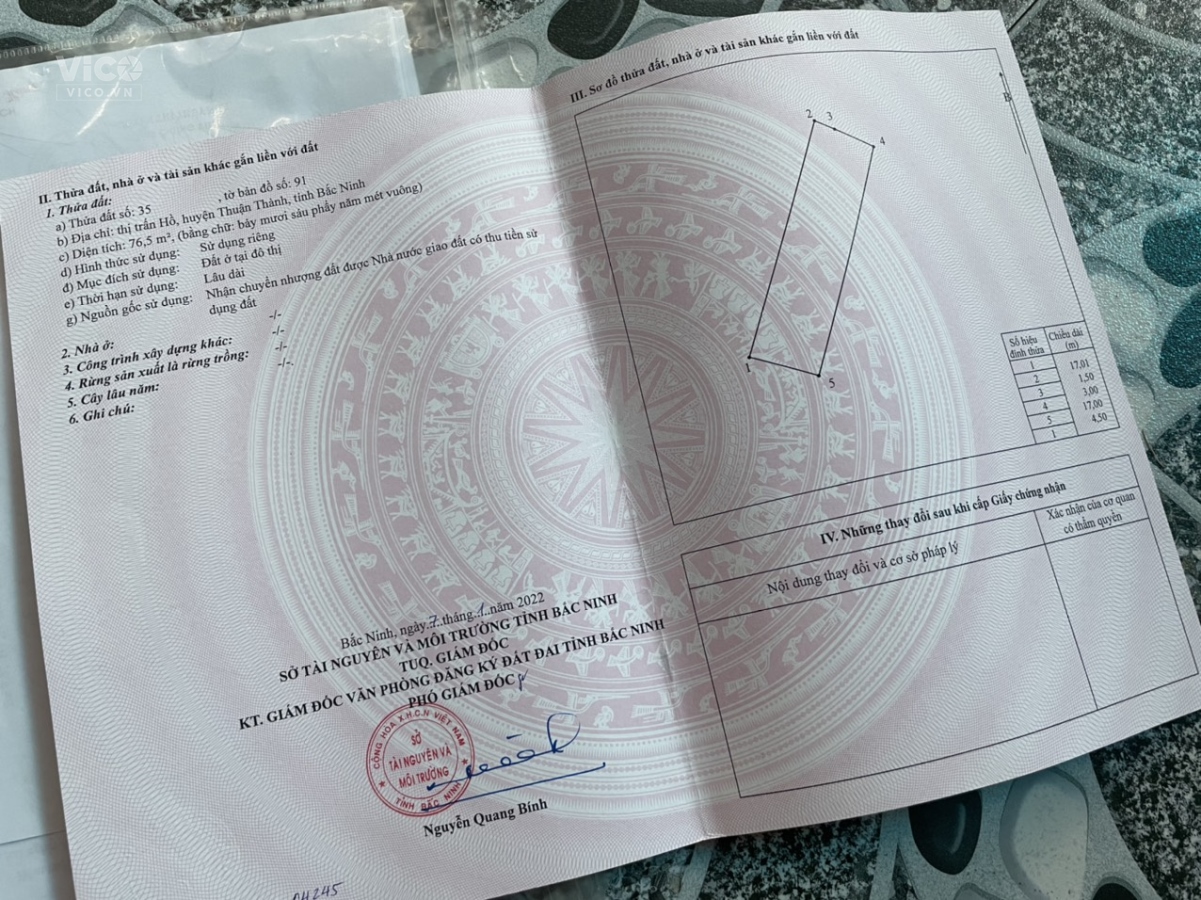 VICO
VICO.VN
II. Thửa đất, nhà ở và tài sản khác gắn liền với đất
1. Thửa đất:
a) Thửa đất số: 35 , tờ bản đồ số: 91
b) Địa chỉ: thị trấn Hồ, huyện Thuận Thành, tỉnh Bắc Ninh
c) Diện tích: 76,5 m², (bằng chữ: bảy mươi sáu phẩy năm mét vuông)
d) Hình thức sử dụng: Sử dụng riêng
đ) Mục đích sử dụng: Đất ở tại đô thị
e) Thời hạn sử dụng: Lâu dài
g) Nguồn gốc sử dụng: Nhận chuyển nhượng đất được Nhà nước giao đất có thu tiền sử
dụng đất
2. Nhà ở: -/-
3. Công trình xây dựng khác: -/-
4. Rừng sản xuất là rừng trồng: -/-
5. Cây lâu năm: -/-
6. Ghi chú:
Bắc Ninh, ngày 7 tháng 1 năm 2022
SỞ TÀI NGUYÊN VÀ MÔI TRƯỜNG TỈNH BẮC NINH
TUQ. GIÁM ĐỐC
KT. GIÁM ĐỐC VĂN PHÒNG ĐĂNG KÝ ĐẤT ĐAI TỈNH BẮC NINH
PHÓ GIÁM ĐỐC
CỘNG HÒA X.H.C.N VIỆT NAM
SỞ
TÀI NGUYÊN VÀ
MÔI TRƯỜNG
TỈNH BẮC NINH
Nguyễn Quang Bính
04245
III. Sơ đồ thửa đất, nhà ở và tài sản khác gắn liền với đất
B
2
3
4
1
5
Số hiệu đỉnh thửa Chiều dài (m)
1
17,01
2
1,50
3
3,00
4
17,00
5
4,50
1
IV. Những thay đổi sau khi cấp Giấy chứng nhận
Nội dung thay đổi và cơ sở pháp lý
Xác nhận của cơ quan
có thẩm quyền